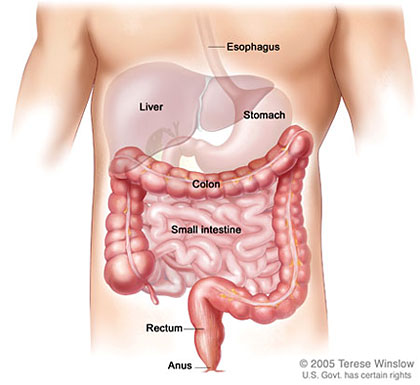 Esophagus
Liver
Stomach
Colon
Small intestine
Rectum
Anus
© 2005 Terese Winslow
U.S. Govt. has certain rights